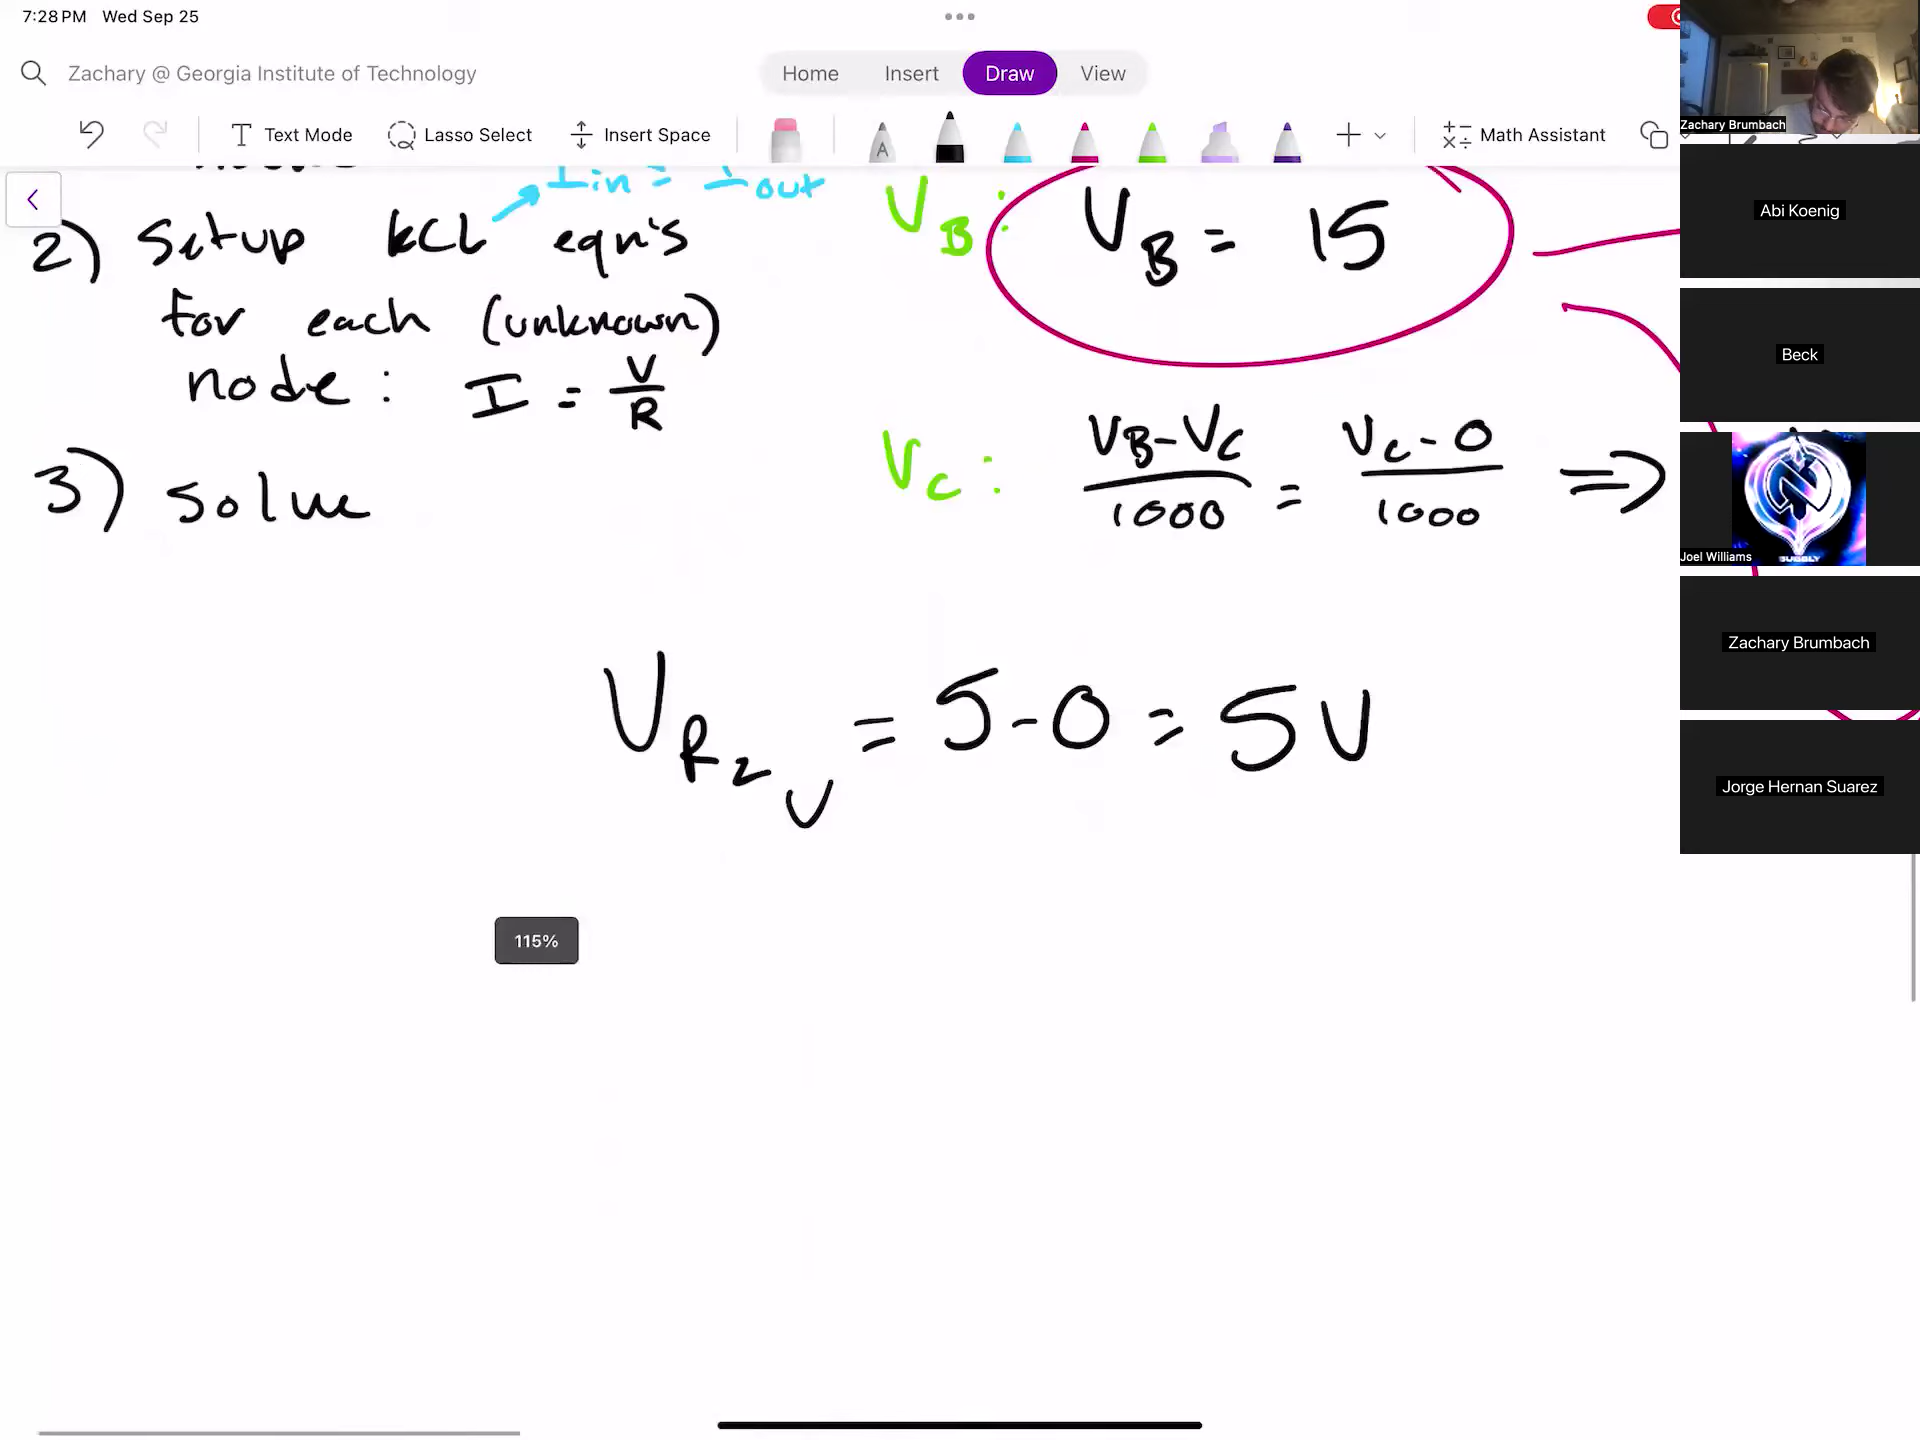 7:28 PM Wed Sep 25
Zachary @ Georgia Institute of Technology
Home Insert Draw View
Text Mode Lasso Select Insert Space A Math Assistant
Zachary Brumbach
Abi Koenig
Beck
Joel Williams
Zachary Brumbach
Jorge Hernan Suarez
Iin = Iout
2) Setup KCL eqn's
for each (unknown)
node: I = V/R
3) solve
VB: VB = 15
VC: (VB-VC)/1000 = (VC-0)/1000 =>
VR2 = 5-0 = 5V
V
115%